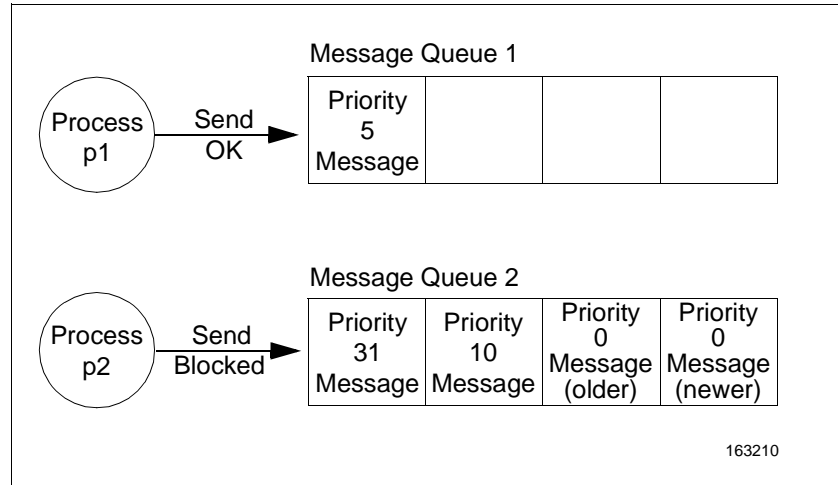 Message Queue 1
Process
p1
Send
OK
Priority
5
Message
Message Queue 2
Process
p2
Send
Blocked
Priority
31
Message
Priority
10
Message
Priority
0
Message
(older)
Priority
0
Message
(newer)
163210